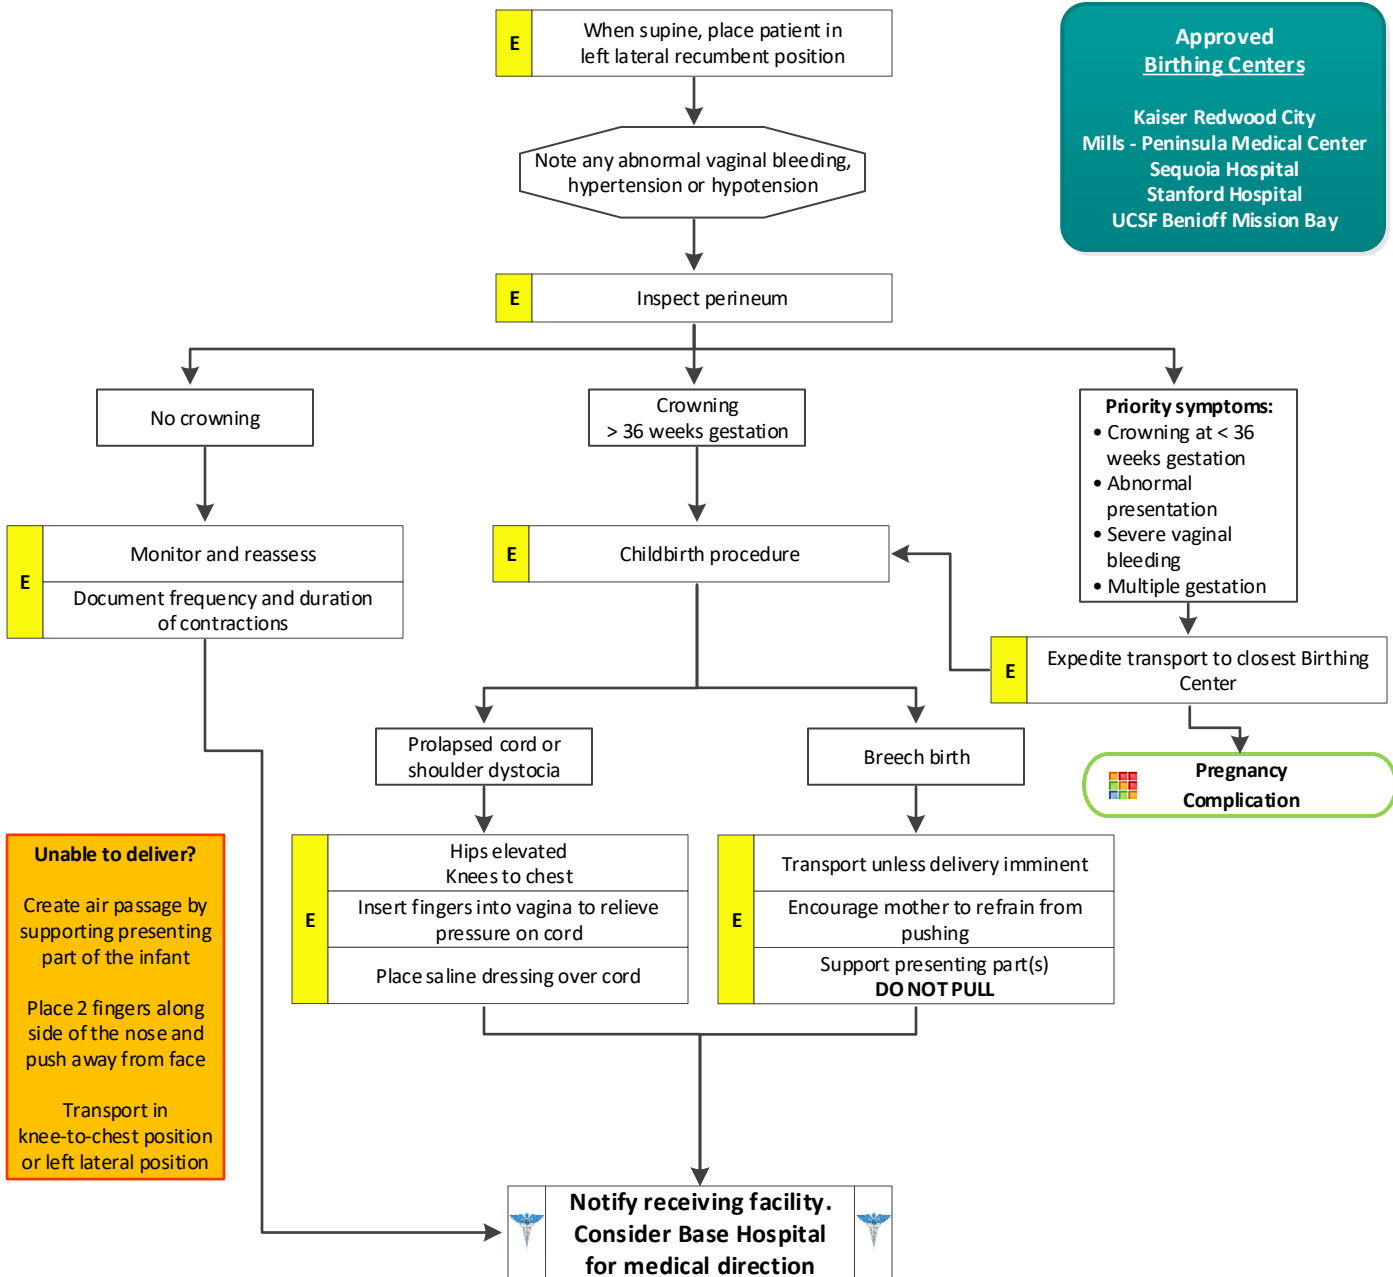 E
When supine, place patient in
left lateral recumbent position
Approved
Birthing Centers
Kaiser Redwood City
Mills - Peninsula Medical Center
Sequoia Hospital
Stanford Hospital
UCSF Benioff Mission Bay
Note any abnormal vaginal bleeding,
hypertension or hypotension
E
Inspect perineum
No crowning
Crowning
> 36 weeks gestation
Priority symptoms:
• Crowning at < 36
weeks gestation
• Abnormal
presentation
• Severe vaginal
bleeding
• Multiple gestation
E
Monitor and reassess
Document frequency and duration
of contractions
E
Childbirth procedure
E
Expedite transport to closest Birthing
Center
Prolapsed cord or
shoulder dystocia
Breech birth
Pregnancy
Complication
E
Hips elevated
Knees to chest
Insert fingers into vagina to relieve
pressure on cord
Place saline dressing over cord
E
Transport unless delivery imminent
Encourage mother to refrain from
pushing
Support presenting part(s)
DO NOT PULL
Unable to deliver?
Create air passage by
supporting presenting
part of the infant
Place 2 fingers along
side of the nose and
push away from face
Transport in
knee-to-chest position
or left lateral position
Notify receiving facility.
Consider Base Hospital
for medical direction